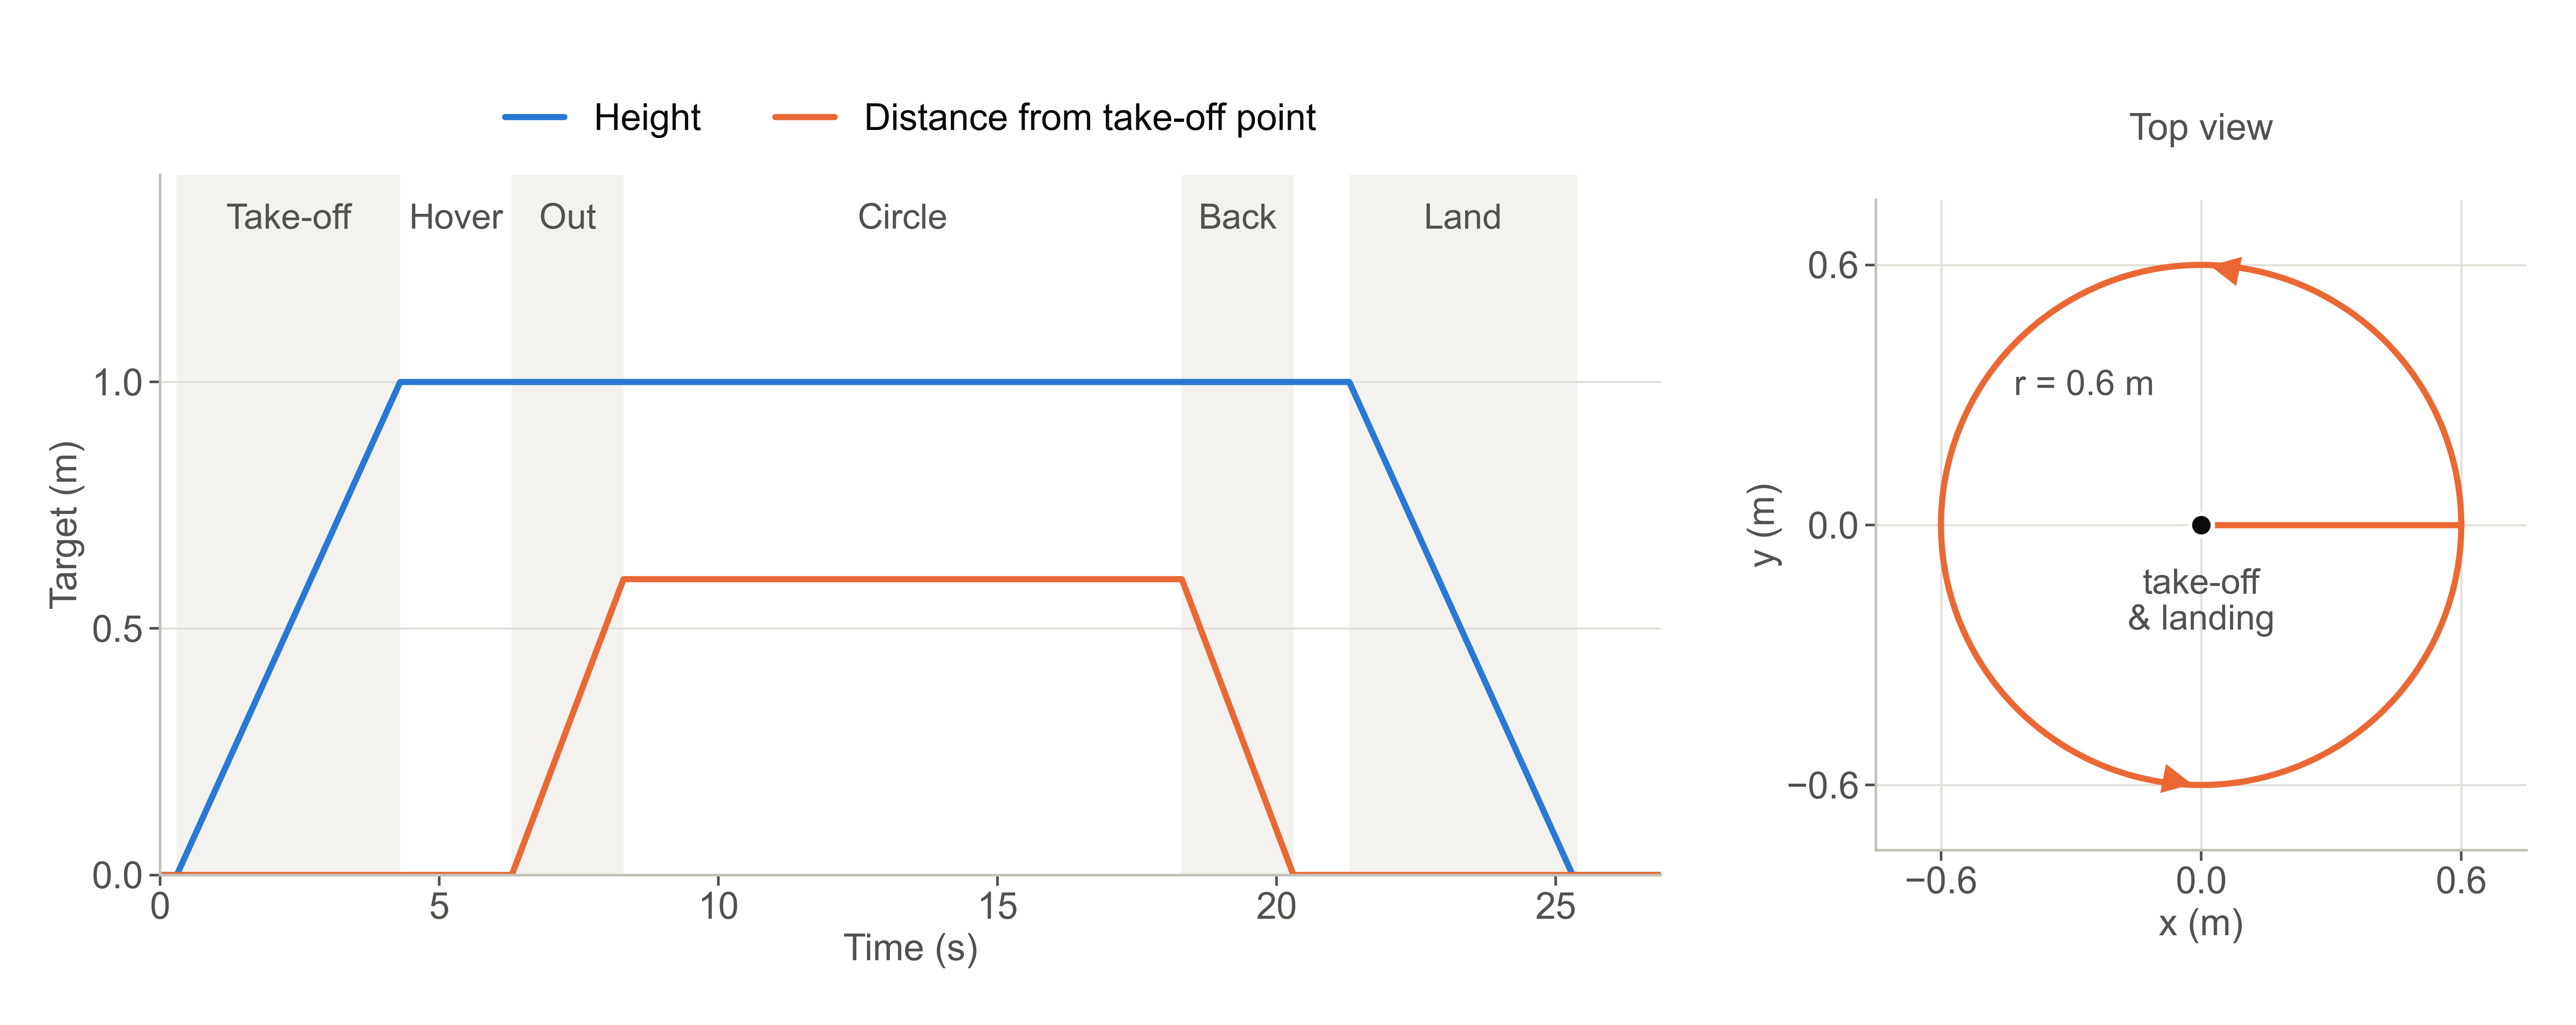 Height
Distance from take-off point
Take-off
Hover
Out
Circle
Back
Land
1.0
0.5
0.0
Target (m)
0
5
10
15
20
25
Time (s)
Top view
0.6
0.0
−0.6
y (m)
r = 0.6 m
take-off
& landing
−0.6
0.0
0.6
x (m)